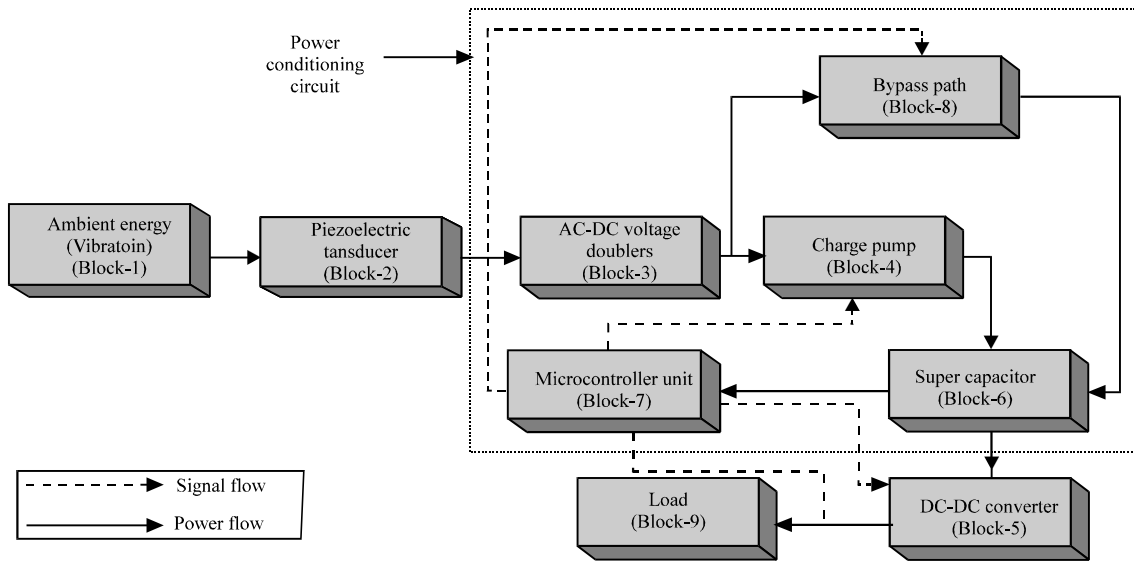 Power
conditioning
circuit
Bypass path
(Block-8)
Ambient energy
(Vibratoin)
(Block-1)
Piezoelectric
tansducer
(Block-2)
AC-DC voltage
doublers
(Block-3)
Charge pump
(Block-4)
Microcontroller unit
(Block-7)
Super capacitor
(Block-6)
Signal flow
Power flow
Load
(Block-9)
DC-DC converter
(Block-5)